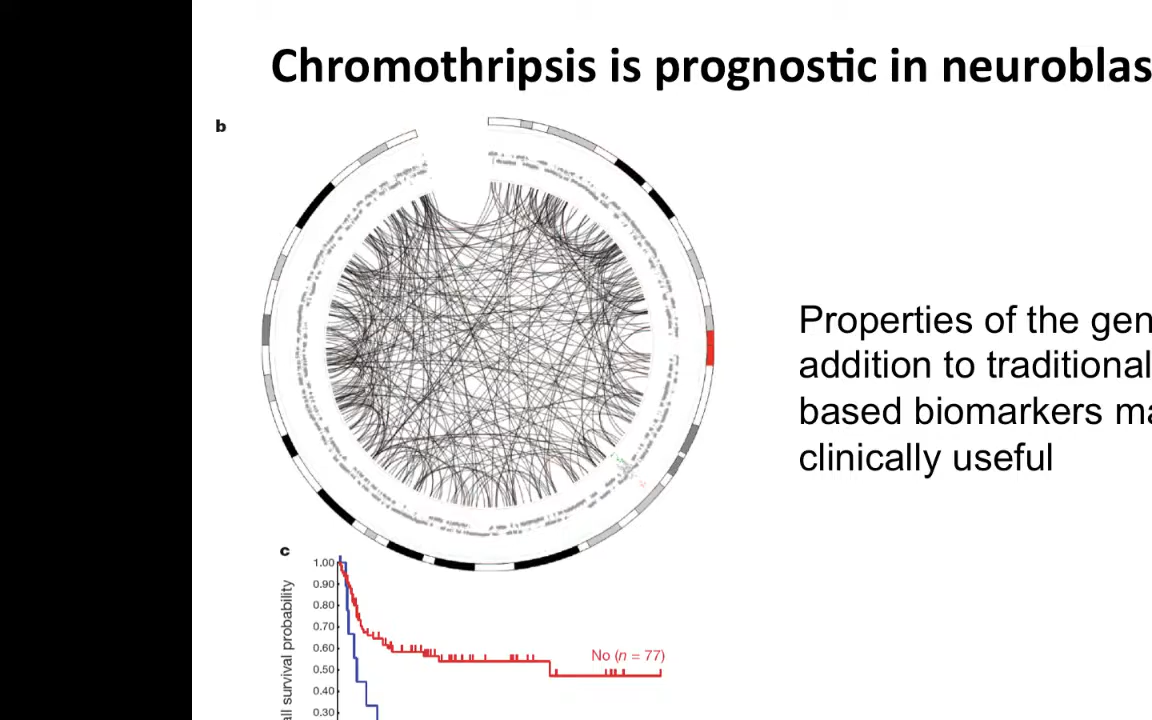 Chromothripsis is prognostic in neuroblas
b
Properties of the gen
addition to traditional
based biomarkers ma
clinically useful
c
1.00
0.90
0.80
0.70
0.60
0.50
0.40
0.30
all survival probability
No (n = 77)